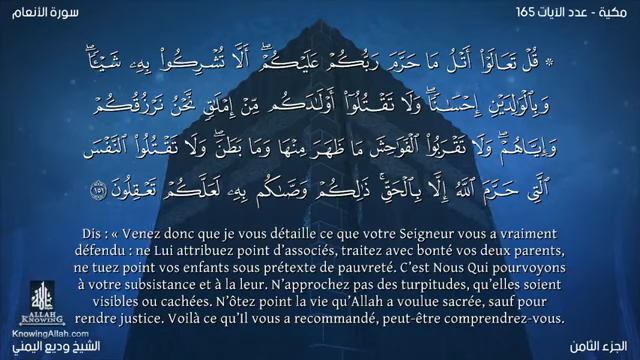 مكية - عدد الآيات 165
سورة الأنعام
۞ قُلْ تَعَالَوْا۟ أَتْلُ مَا حَرَّمَ رَبُّكُمْ عَلَيْكُمْ ۖ أَلَّا تُشْرِكُوا۟ بِهِۦ شَيْـًٔا ۖ
وَبِٱلْوَٰلِدَيْنِ إِحْسَـٰنًا ۖ وَلَا تَقْتُلُوٓا۟ أَوْلَـٰدَكُم مِّنْ إِمْلَـٰقٍ ۖ نَّحْنُ نَرْزُقُكُمْ
وَإِيَّاهُمْ ۖ وَلَا تَقْرَبُوا۟ ٱلْفَوَٰحِشَ مَا ظَهَرَ مِنْهَا وَمَا بَطَنَ ۖ وَلَا تَقْتُلُوا۟ ٱلنَّفْسَ
ٱلَّتِى حَرَّمَ ٱللَّهُ إِلَّا بِٱلْحَقِّ ۚ ذَٰلِكُمْ وَصَّىٰكُم بِهِۦ لَعَلَّكُمْ تَعْقِلُونَ ١٥١
Dis : « Venez donc que je vous détaille ce que votre Seigneur vous a vraiment
défendu : ne Lui attribuez point d’associés, traitez avec bonté vos deux parents,
ne tuez point vos enfants sous prétexte de pauvreté. C’est Nous Qui pourvoyons
à votre subsistance et à la leur. N’approchez pas des turpitudes, qu’elles soient
visibles ou cachées. N’ôtez point la vie qu’Allah a voulue sacrée, sauf pour
rendre justice. Voilà ce qu’Il vous a recommandé, peut-être comprendrez-vous.
ALLAH
KNOWING
KnowingAllah.com
الشيخ وديع اليمني
الجزء الثامن